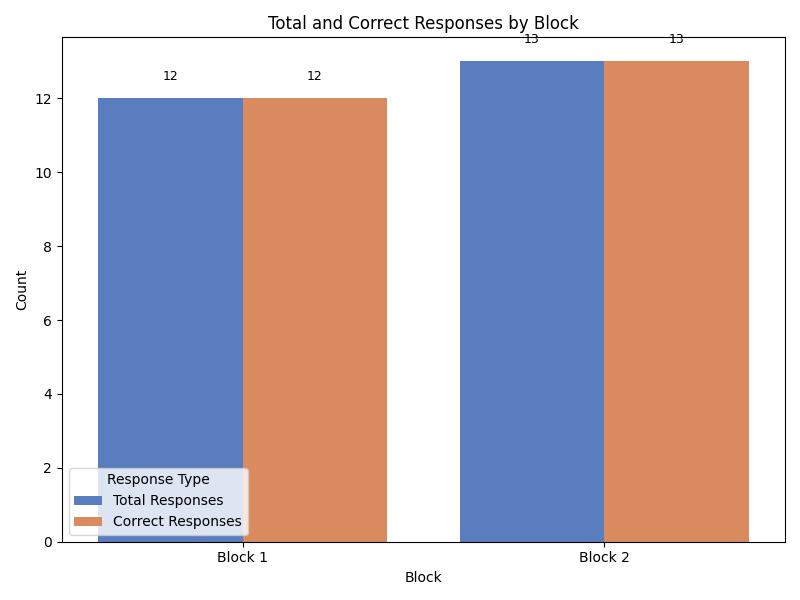 Total and Correct Responses by Block
13 13
12 12
12
10
8
6
4
2
0
Count
Response Type
Total Responses
Correct Responses
Block 1 Block 2
Block